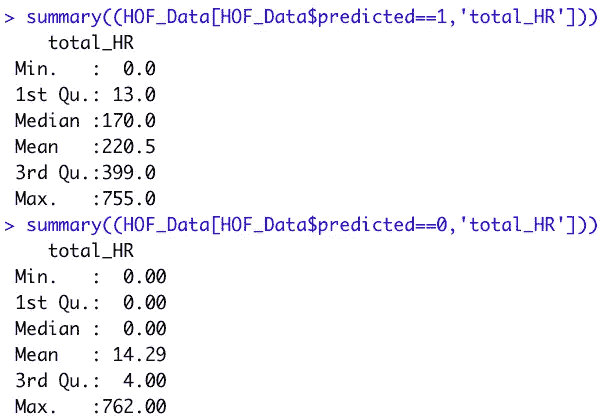 > summary((HOF_Data[HOF_Data$predicted==1,'total_HR']))
total_HR
Min.   :  0.0
1st Qu.: 13.0
Median :170.0
Mean   :220.5
3rd Qu.:399.0
Max.   :755.0
> summary((HOF_Data[HOF_Data$predicted==0,'total_HR']))
total_HR
Min.   :  0.00
1st Qu.:  0.00
Median :  0.00
Mean   : 14.29
3rd Qu.:  4.00
Max.   :762.00